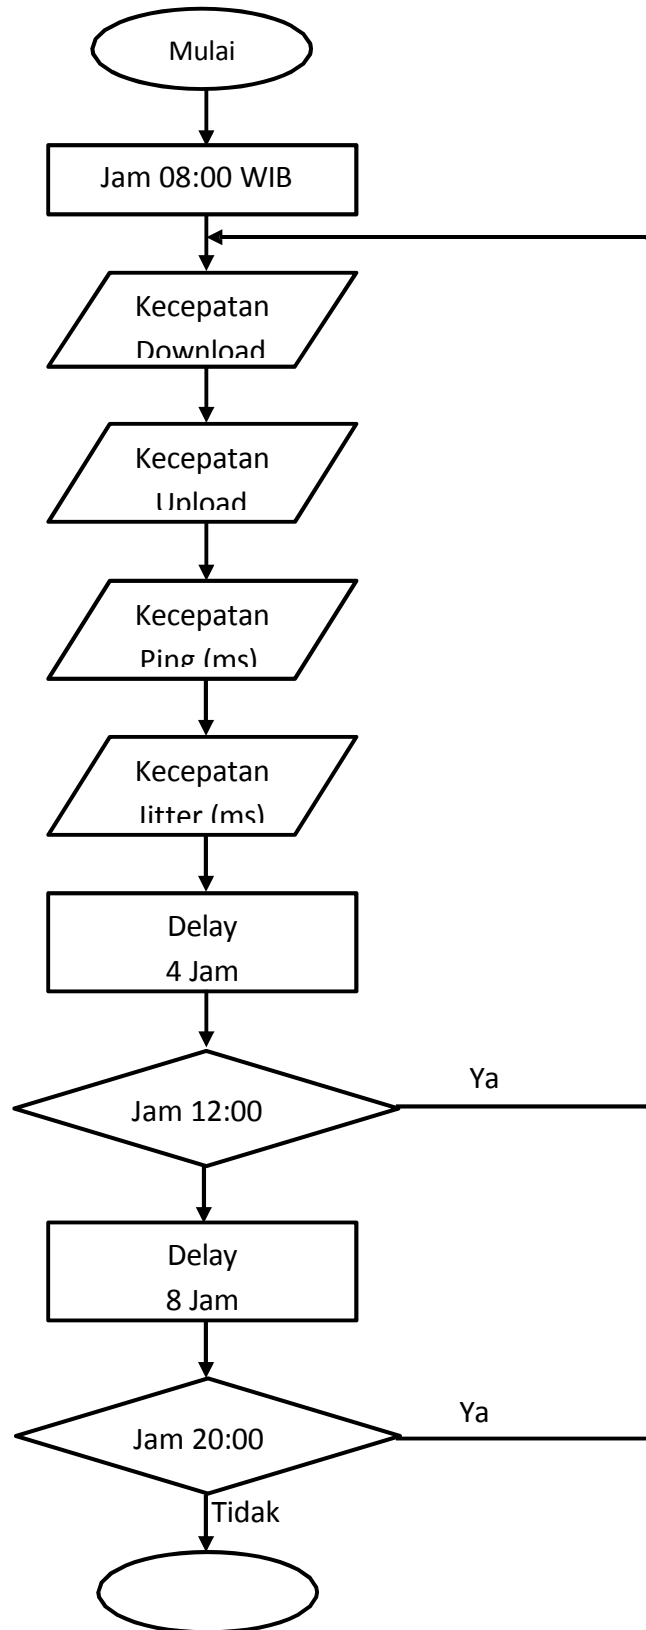 Mulai
Jam 08:00 WIB
Kecepatan
Download
Kecepatan
Upload
Kecepatan
Ping (ms)
Kecepatan
Jitter (ms)
Delay
4 Jam
Jam 12:00
Ya
Delay
8 Jam
Jam 20:00
Ya
Tidak